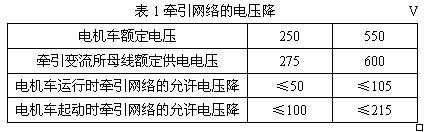 表 1 牵引网络的电压降 V
电机车额定电压 250 550
牵引变流所母线额定供电电压 275 600
电机车运行时牵引网络的允许电压降 ≤50 ≤105
电机车起动时牵引网络的允许电压降 ≤100 ≤215